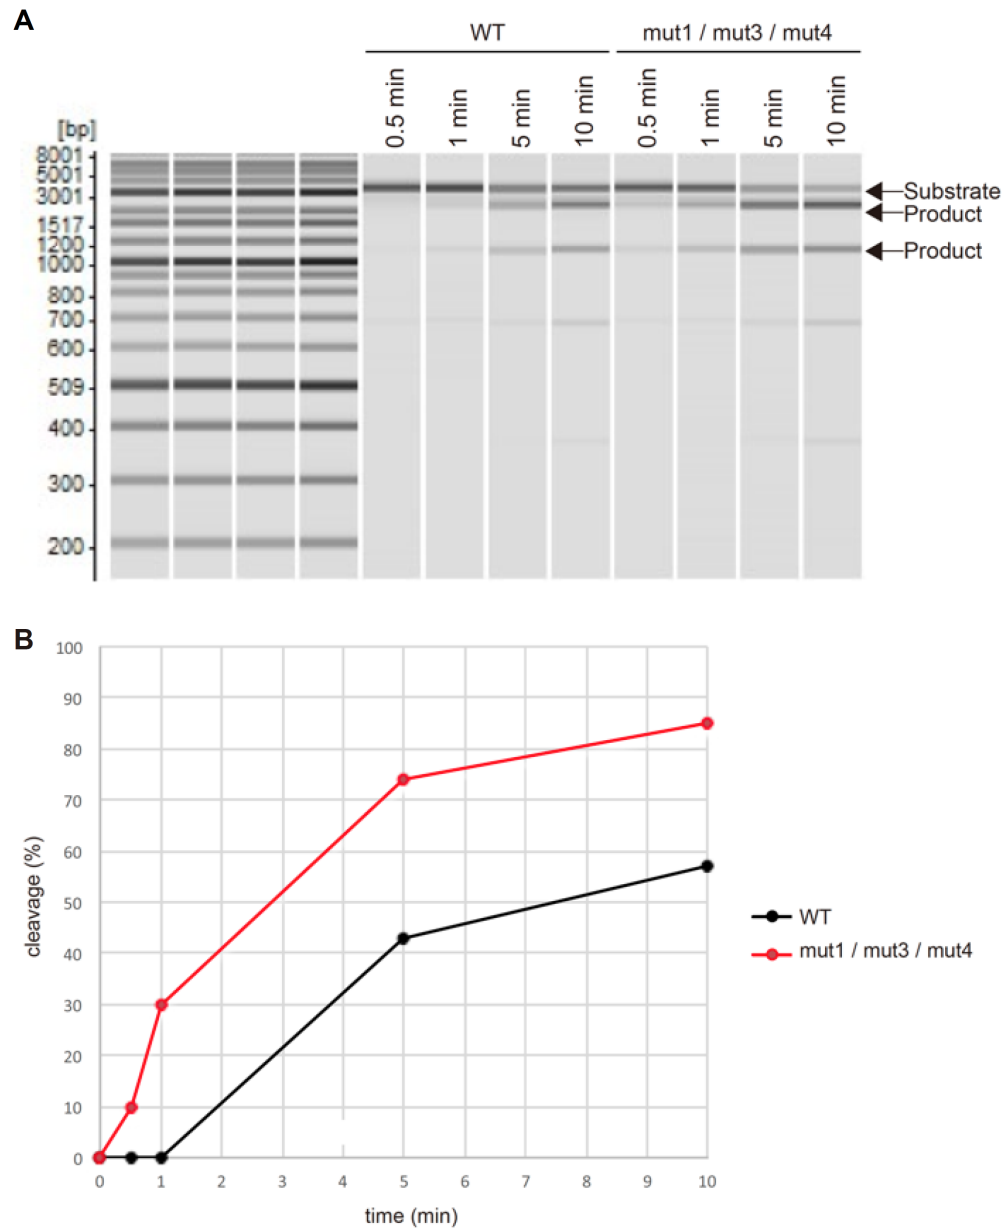 A
WT
mut1 / mut3 / mut4
0.5 min
1 min
5 min
10 min
0.5 min
1 min
5 min
10 min
[bp]
8001
5001
3001
1517
1200
1000
800
700
600
509
400
300
200
Substrate
Product
Product
B
100
90
80
70
60
50
40
30
20
10
0
cleavage (%)
0 1 2 3 4 5 6 7 8 9 10
time (min)
WT
mut1 / mut3 / mut4